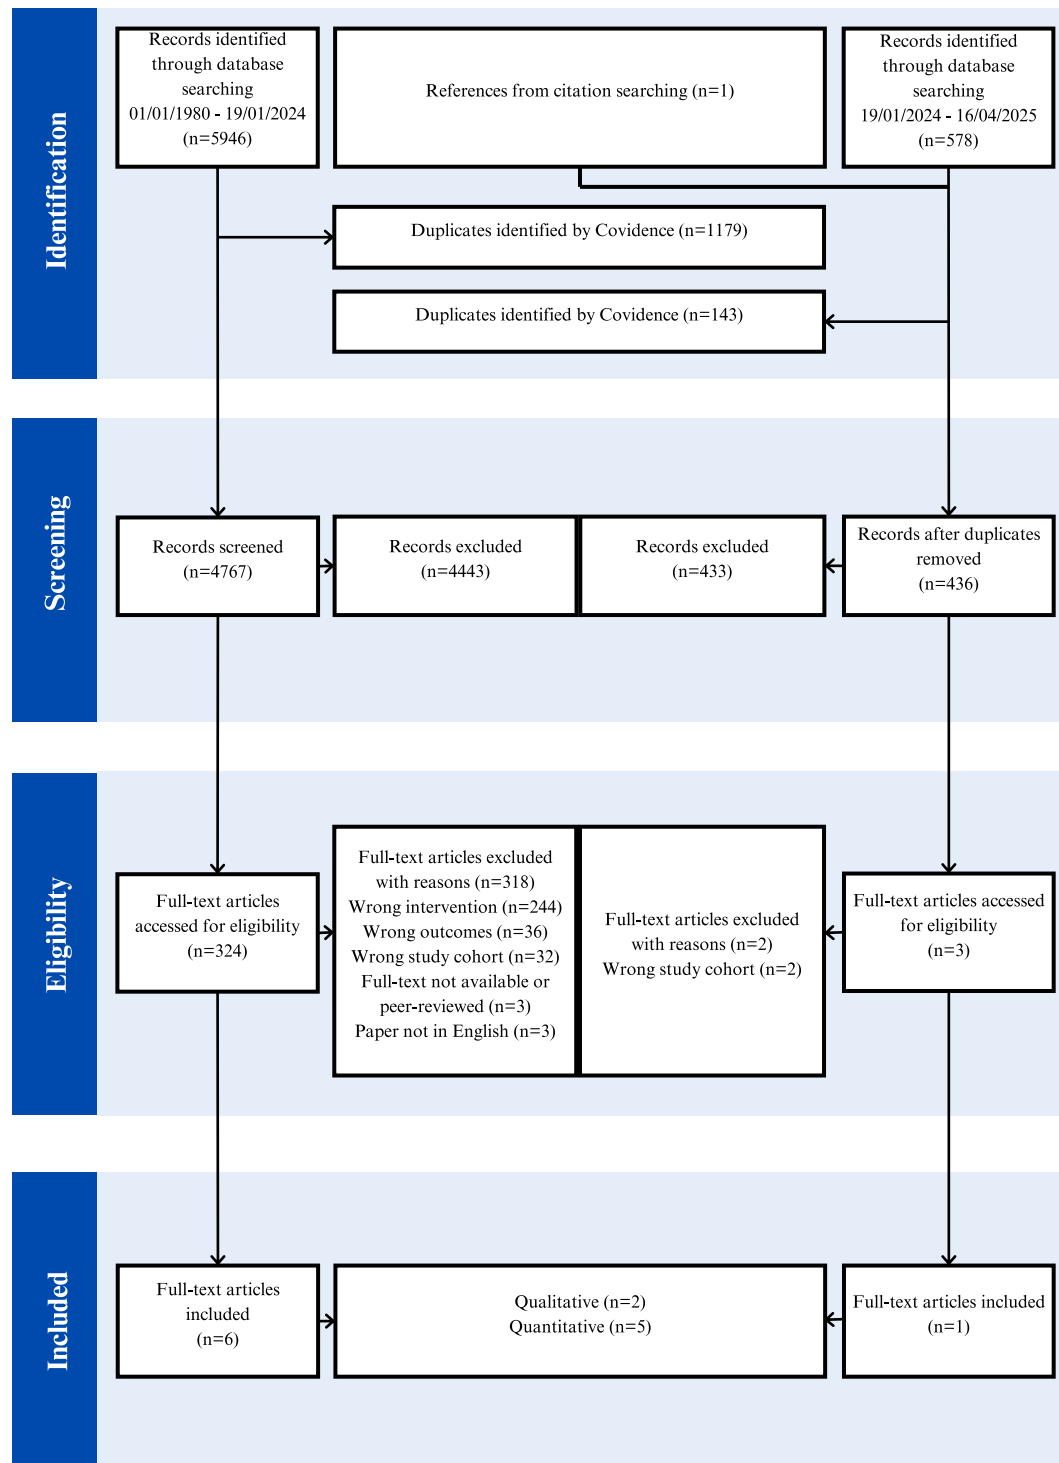 Identification
Records identified
through database
searching
01/01/1980 - 19/01/2024
(n=5946)
References from citation searching (n=1)
Records identified
through database
searching
19/01/2024 - 16/04/2025
(n=578)
Duplicates identified by Covidence (n=1179)
Duplicates identified by Covidence (n=143)
Screening
Records screened
(n=4767)
Records excluded
(n=4443)
Records excluded
(n=433)
Records after duplicates
removed
(n=436)
Eligibility
Full-text articles
accessed for eligibility
(n=324)
Full-text articles excluded
with reasons (n=318)
Wrong intervention (n=244)
Wrong outcomes (n=36)
Wrong study cohort (n=32)
Full-text not available or
peer-reviewed (n=3)
Paper not in English (n=3)
Full-text articles excluded
with reasons (n=2)
Wrong study cohort (n=2)
Full-text articles accessed
for eligibility
(n=3)
Included
Full-text articles
included
(n=6)
Qualitative (n=2)
Quantitative (n=5)
Full-text articles included
(n=1)